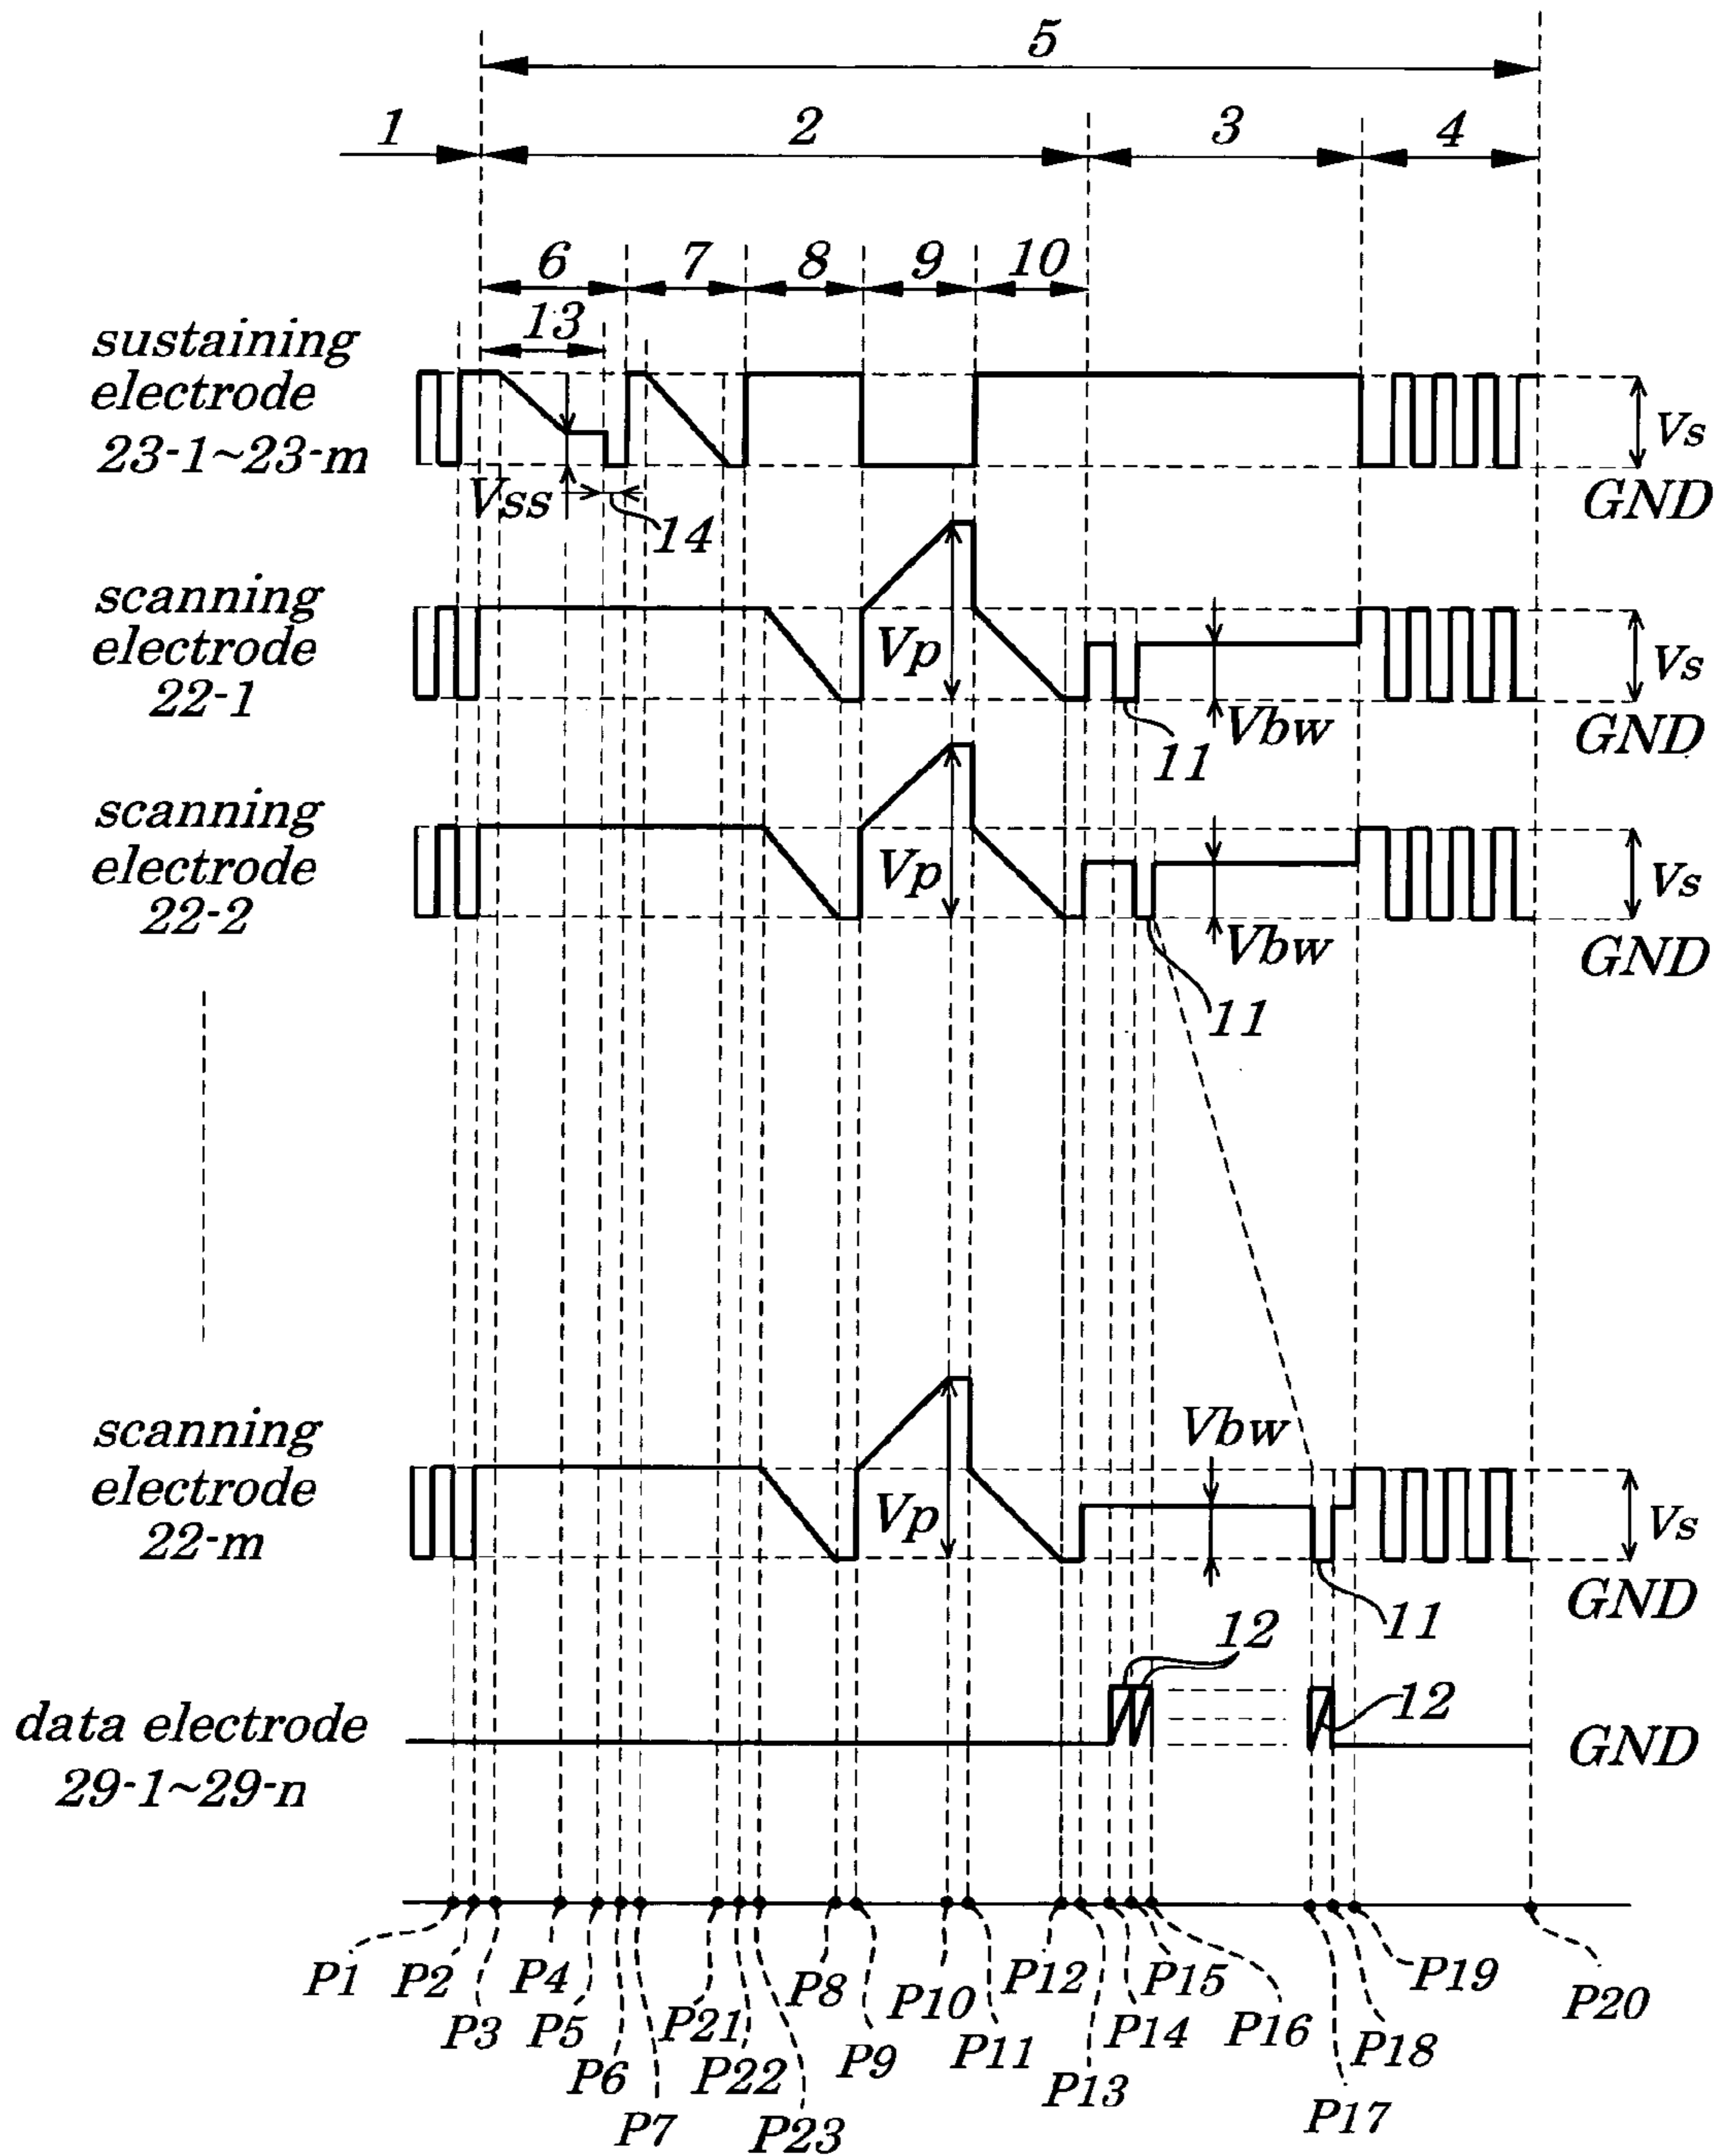 5
1 2 3 4
6 7 8 9 10
13
sustaining
electrode
23-1~23-m
Vs
GND
Vss
14
scanning
electrode
22-1
Vp
Vs
Vbw
11
GND
scanning
electrode
22-2
Vp
Vs
Vbw
11
GND
scanning
electrode
22-m
Vbw
Vp
Vs
GND
11
12
data electrode
29-1~29-n
12
GND
P1 P2 P3 P4 P5 P6 P7 P21 P22 P23 P8 P9 P10 P11 P12 P13 P14 P15 P16 P17 P18 P19 P20